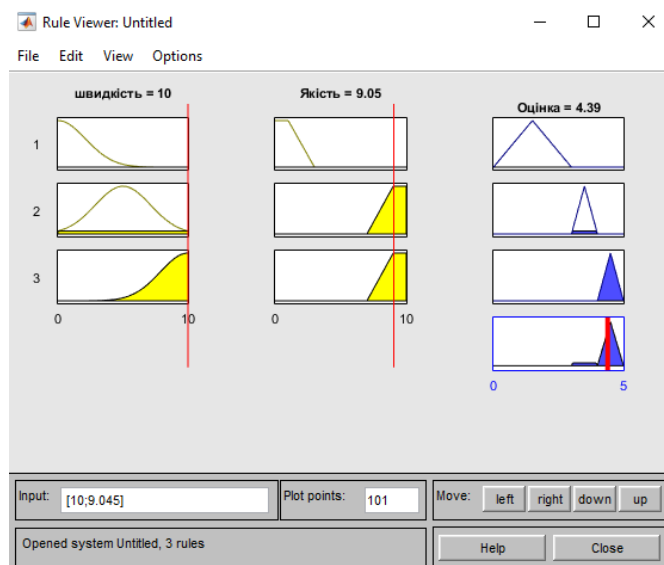 Rule Viewer: Untitled
File Edit View Options
швидкість = 10
Якість = 9.05
Оцінка = 4.39
1
2
3
0 10
0 10
0 5
Input: [10;9.045]
Plot points: 101
Move: left right down up
Opened system Untitled, 3 rules
Help Close